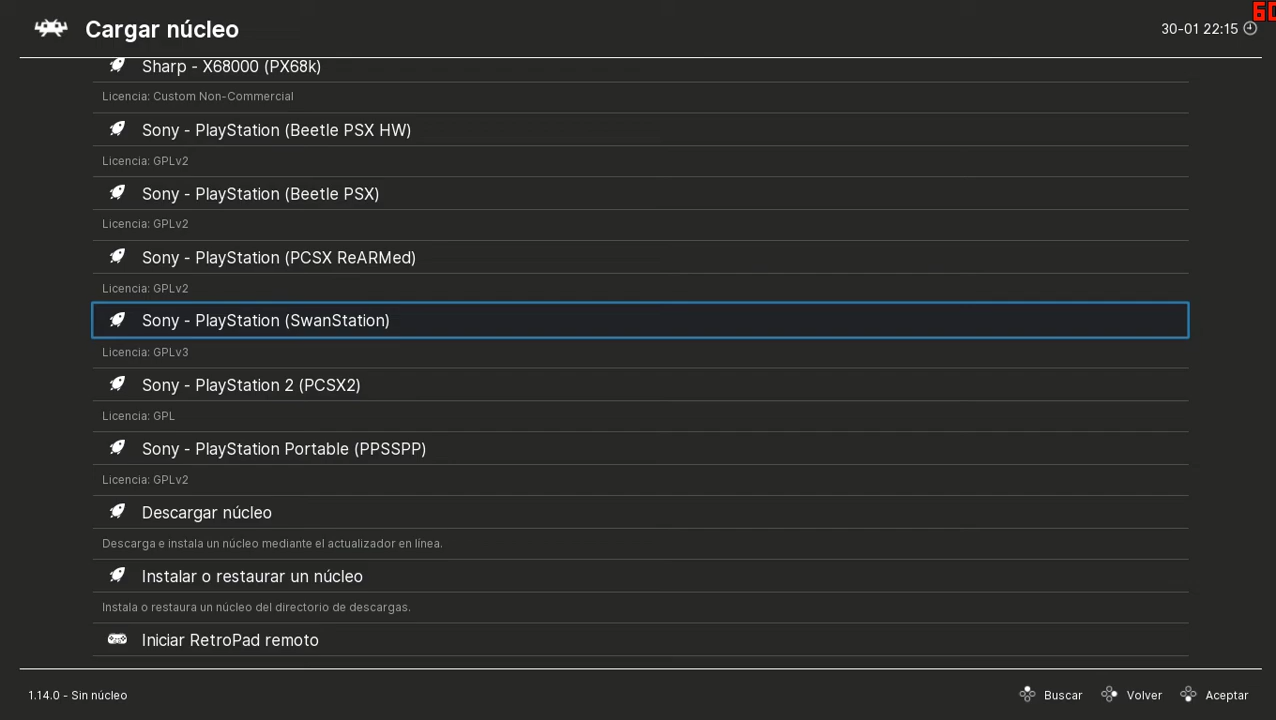 Cargar núcleo
30-01 22:15
60
Sharp - X68000 (PX68k)
Licencia: Custom Non-Commercial
Sony - PlayStation (Beetle PSX HW)
Licencia: GPLv2
Sony - PlayStation (Beetle PSX)
Licencia: GPLv2
Sony - PlayStation (PCSX ReARMed)
Licencia: GPLv2
Sony - PlayStation (SwanStation)
Licencia: GPLv3
Sony - PlayStation 2 (PCSX2)
Licencia: GPL
Sony - PlayStation Portable (PPSSPP)
Licencia: GPLv2
Descargar núcleo
Descarga e instala un núcleo mediante el actualizador en línea.
Instalar o restaurar un núcleo
Instala o restaura un núcleo del directorio de descargas.
Iniciar RetroPad remoto
1.14.0 - Sin núcleo
Buscar
Volver
Aceptar